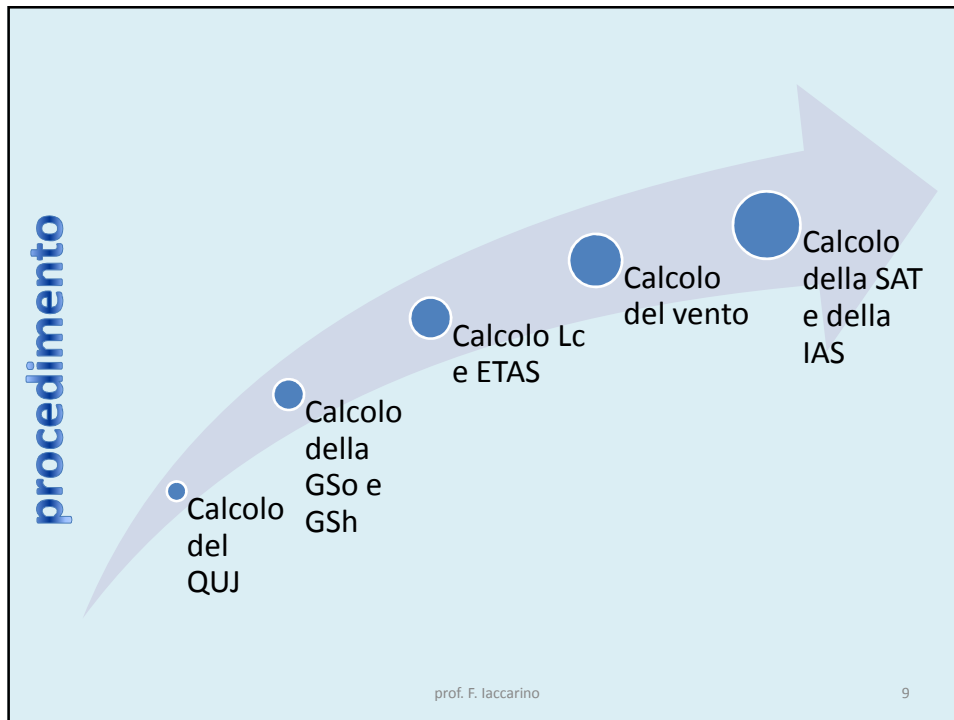 procedimento
Calcolo
del
QUJ
Calcolo
della
GSo e
GSh
Calcolo Lc
e ETAS
Calcolo
del vento
Calcolo
della SAT
e della
IAS
prof. F. Iaccarino
9